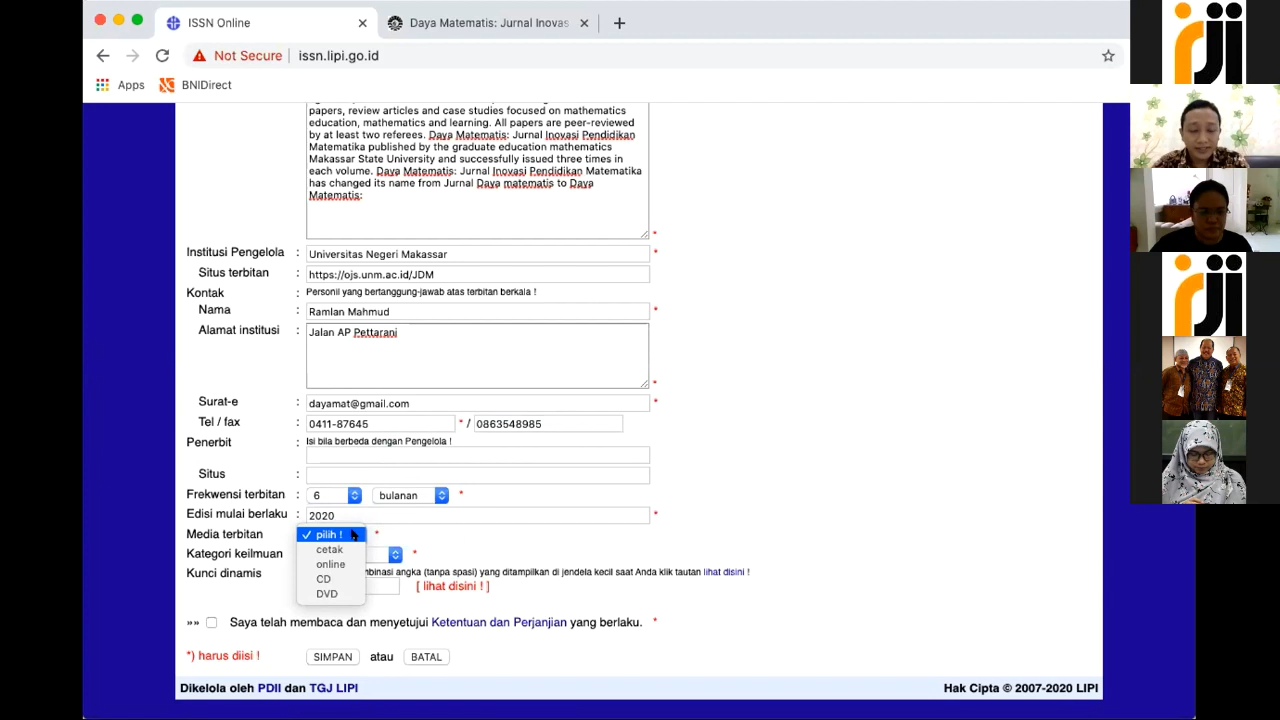 ISSN Online
Daya Matematis: Jurnal Inovas
Not Secure | issn.lipi.go.id
Apps
BNIDirect
papers, review articles and case studies focused on mathematics
education, mathematics and learning. All papers are peer-reviewed
by at least two referees. Daya Matematis: Jurnal Inovasi Pendidikan
Matematika published by the graduate education mathematics
Makassar State University and successfully issued three times in
each volume. Daya Matematis: Jurnal Inovasi Pendidikan Matematika
has changed its name from Jurnal Daya matematis to Daya
Matematis:
*
Institusi Pengelola : Universitas Negeri Makassar *
Situs terbitan : https://ojs.unm.ac.id/JDM
Kontak : Personil yang bertanggung-jawab atas terbitan berkala !
Nama : Ramlan Mahmud *
Alamat institusi : Jalan AP Pettarani
*
Surat-e : dayamat@gmail.com *
Tel / fax : 0411-87645 * / 0863548985
Penerbit : Isi bila berbeda dengan Pengelola !
Situs :
Frekwensi terbitan : 6 bulanan *
Edisi mulai berlaku : 2020 *
Media terbitan ✓ pilih ! *
cetak
Kategori keilmuan *
online
Kunci dinamis binasi angka (tanpa spasi) yang ditampilkan di jendela kecil saat Anda klik tautan lihat disini !
CD
[ lihat disini ! ]
DVD
»» Saya telah membaca dan menyetujui Ketentuan dan Perjanjian yang berlaku. *
*) harus diisi ! SIMPAN atau BATAL
Dikelola oleh PDII dan TGJ LIPI
Hak Cipta © 2007-2020 LIPI
rji
rji